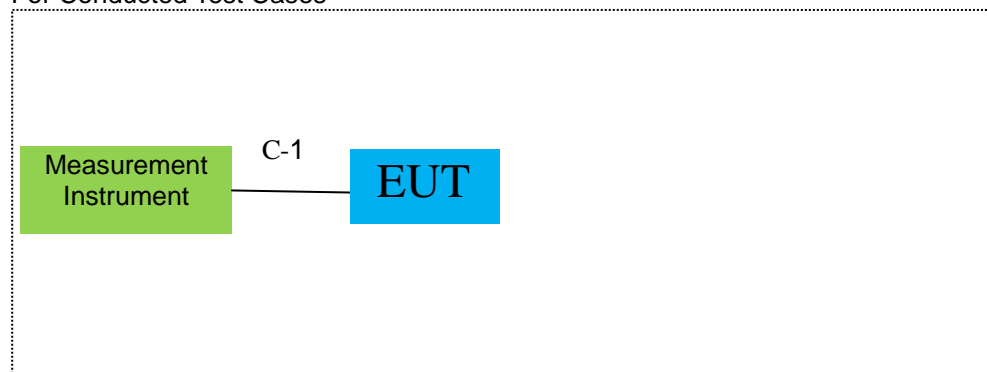 For Conducted Test Cases
C-1
Measurement
Instrument
EUT